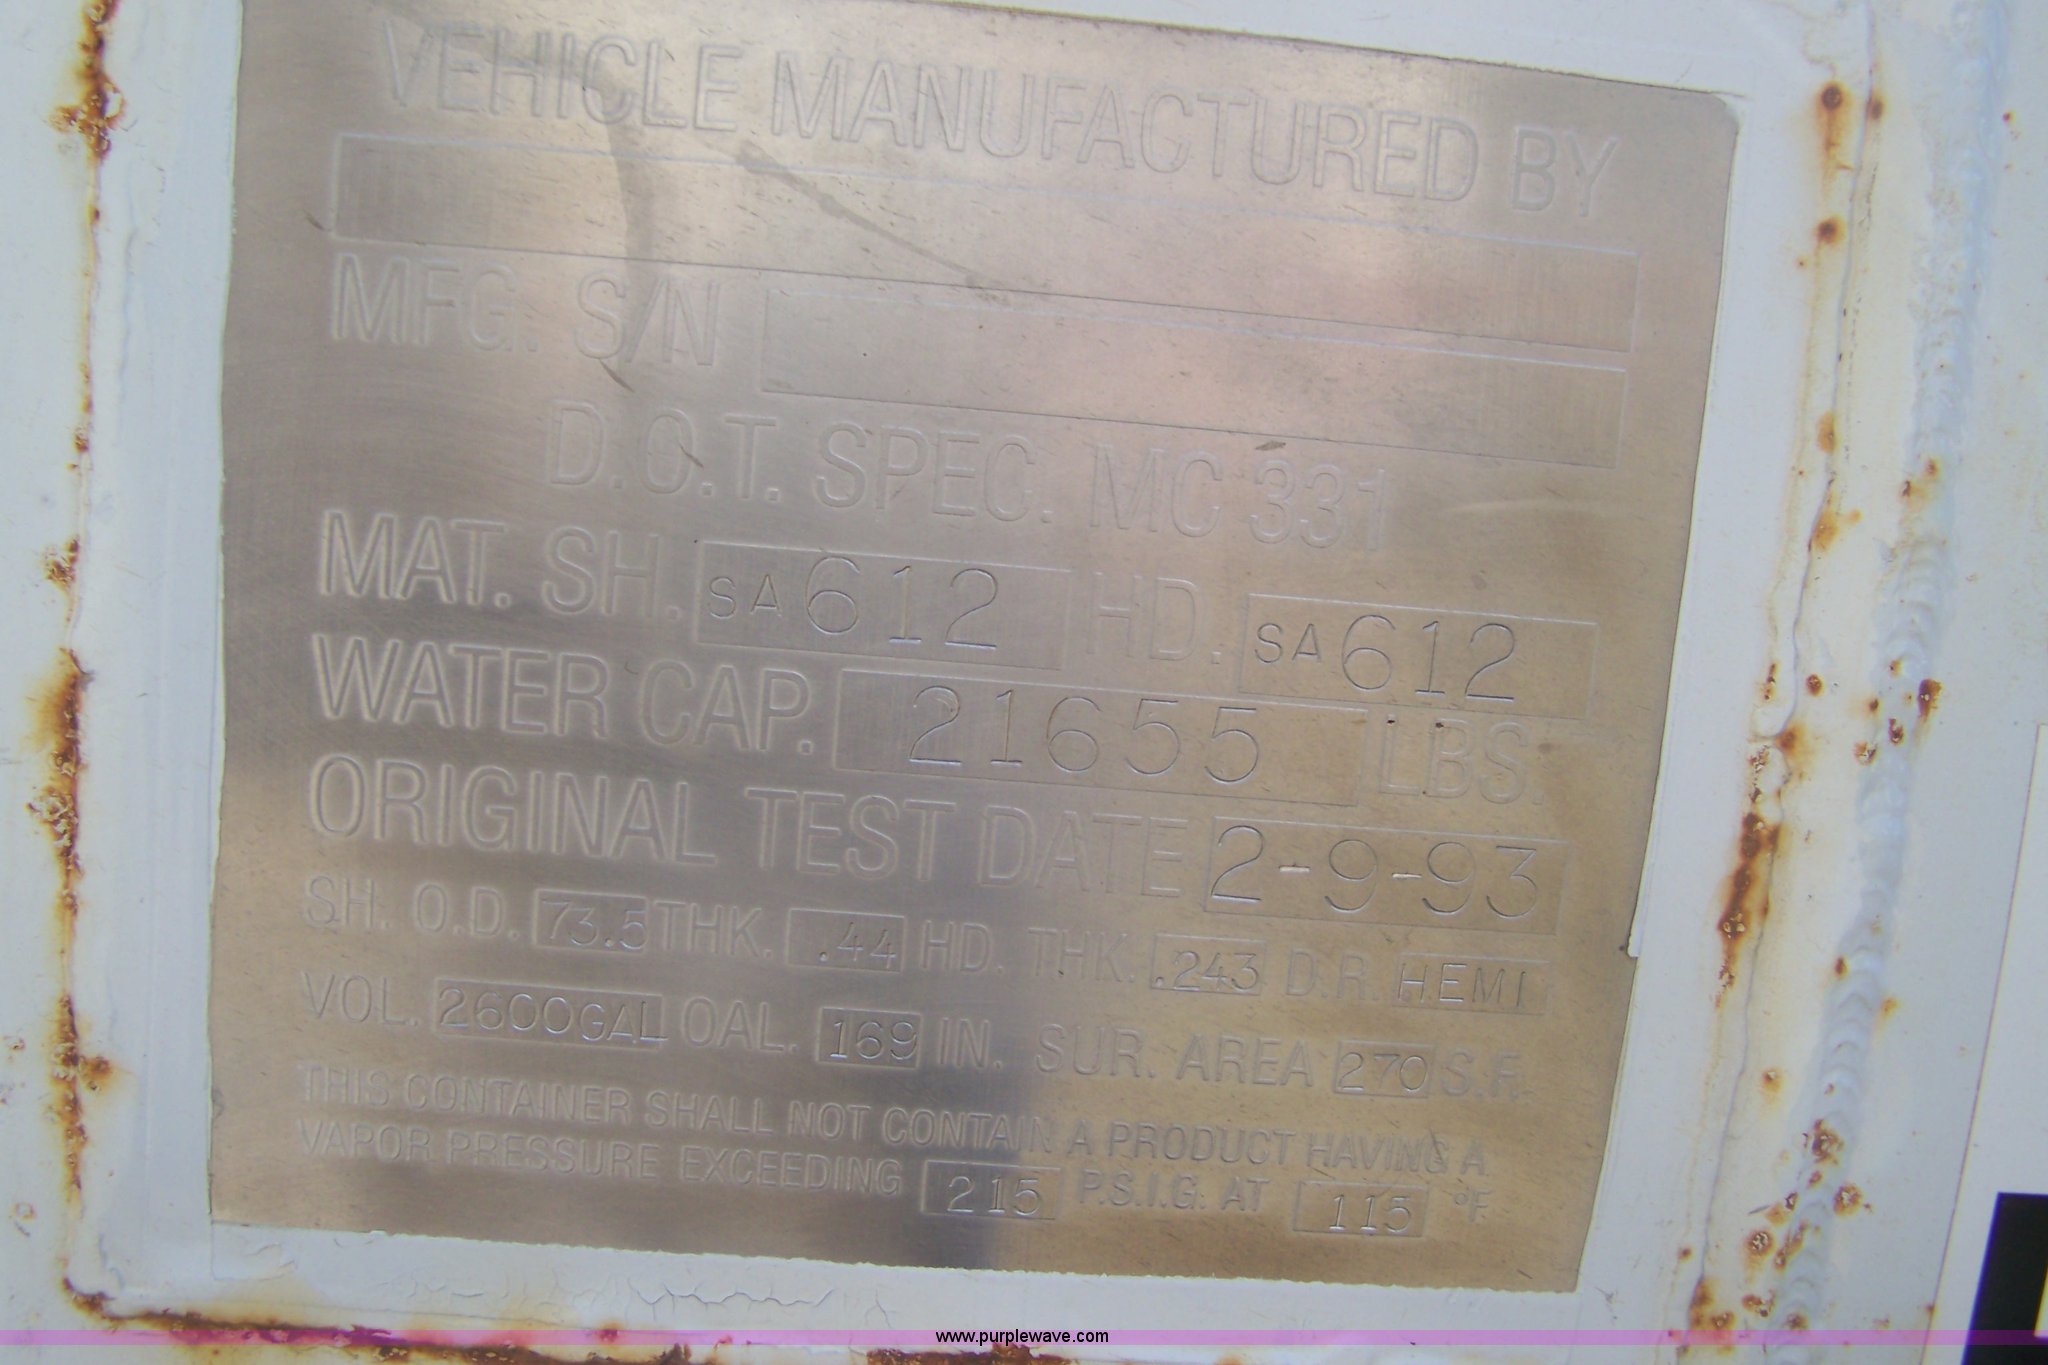 VEHICLE MANUFACTURED BY
MFG. S/N
D.O.T. SPEC. MC 331
MAT. SH. SA612 HD. SA612
WATER CAP. 21655 LBS.
ORIGINAL TEST DATE 2-9-93
SH. O.D. 73.5 THK. .44 HD. THK. .243 D.R. HEMI
VOL. 2600GAL OAL. 169 IN. SUR. AREA 270 S.F.
THIS CONTAINER SHALL NOT CONTAIN A PRODUCT HAVING A
VAPOR PRESSURE EXCEEDING 215 P.S.I.G. AT 115 °F.
www.purplewave.com